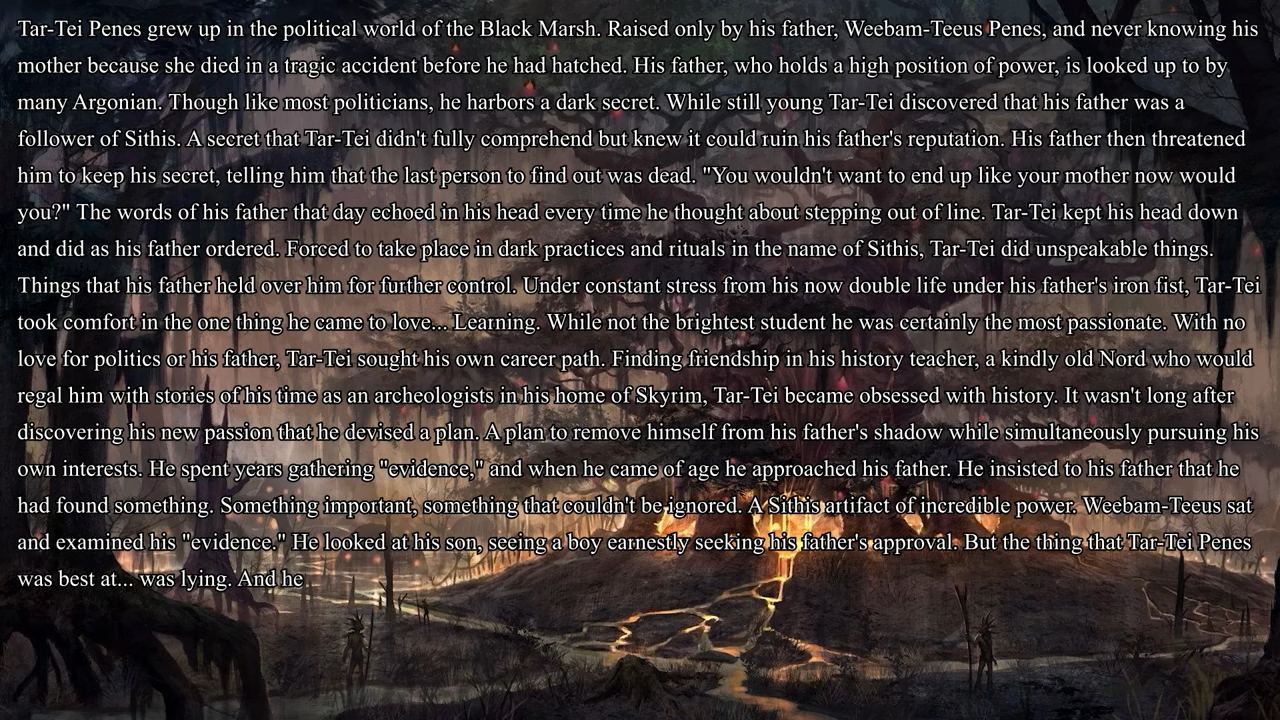 Tar-Tei Penes grew up in the political world of the Black Marsh. Raised only by his father, Weebam-Teeus Penes, and never knowing his
mother because she died in a tragic accident before he had hatched. His father, who holds a high position of power, is looked up to by
many Argonian. Though like most politicians, he harbors a dark secret. While still young Tar-Tei discovered that his father was a
follower of Sithis. A secret that Tar-Tei didn't fully comprehend but knew it could ruin his father's reputation. His father then threatened
him to keep his secret, telling him that the last person to find out was dead. "You wouldn't want to end up like your mother now would
you?" The words of his father that day echoed in his head every time he thought about stepping out of line. Tar-Tei kept his head down
and did as his father ordered. Forced to take place in dark practices and rituals in the name of Sithis, Tar-Tei did unspeakable things.
Things that his father held over him for further control. Under constant stress from his now double life under his father's iron fist, Tar-Tei
took comfort in the one thing he came to love... Learning. While not the brightest student he was certainly the most passionate. With no
love for politics or his father, Tar-Tei sought his own career path. Finding friendship in his history teacher, a kindly old Nord who would
regal him with stories of his time as an archeologists in his home of Skyrim, Tar-Tei became obsessed with history. It wasn't long after
discovering his new passion that he devised a plan. A plan to remove himself from his father's shadow while simultaneously pursuing his
own interests. He spent years gathering "evidence," and when he came of age he approached his father. He insisted to his father that he
had found something. Something important, something that couldn't be ignored. A Sithis artifact of incredible power. Weebam-Teeus sat
and examined his "evidence." He looked at his son, seeing a boy earnestly seeking his father's approval. But the thing that Tar-Tei Penes
was best at... was lying. And he